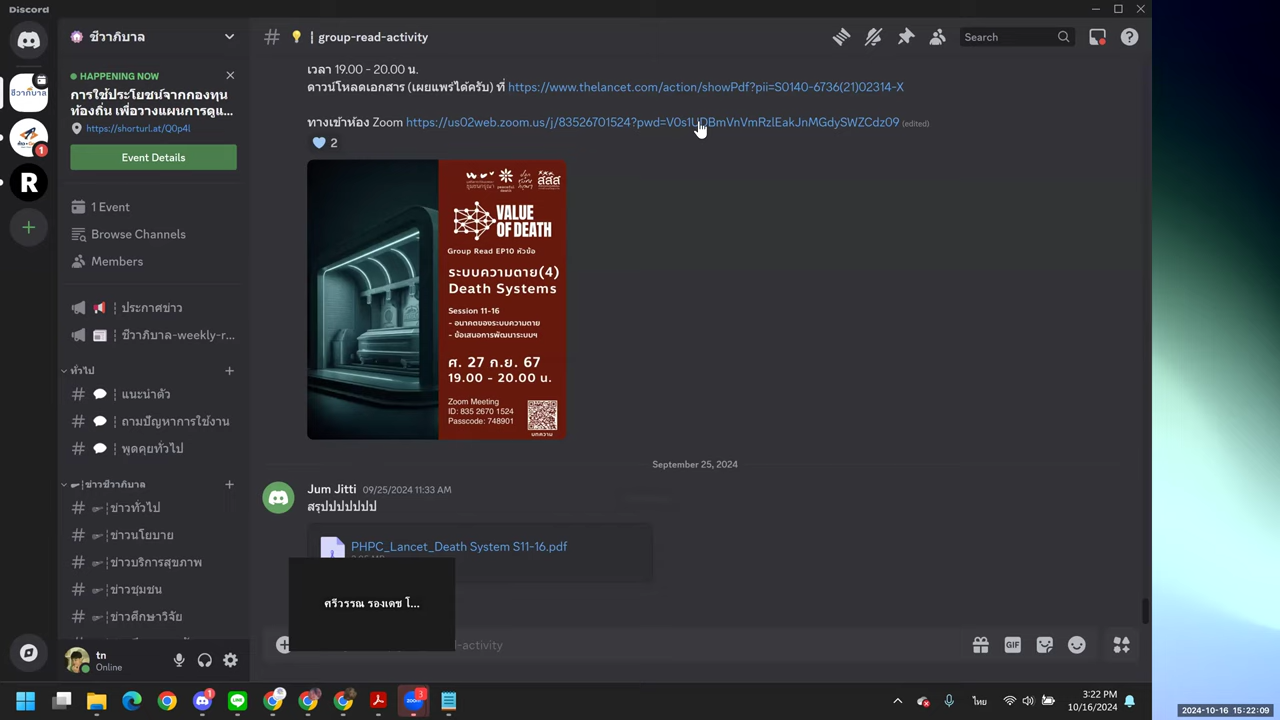 Discord
ชีวาภิบาล
# | group-read-activity
Search
HAPPENING NOW
การใช้ประโยชน์จากกองทุน
ท้องถิ่น เพื่อวางแผนการดูแ...
https://shorturl.at/Q0p4l
Event Details
1 Event
Browse Channels
Members
ประกาศข่าว
ชีวาภิบาล-weekly-r...
ทั่วไป
# แนะนำตัว
# ถามปัญหาการใช้งาน
# พูดคุยทั่วไป
ข่าวชีวาภิบาล
# ข่าวทั่วไป
# ข่าวนโยบาย
# ข่าวบริการสุขภาพ
# ข่าวชุมชน
# ข่าวศึกษาวิจัย
tn
Online
เวลา 19.00 - 20.00 น.
ดาวน์โหลดเอกสาร (เผยแพร่ได้ครับ) ที่ https://www.thelancet.com/action/showPdf?pii=S0140-6736(21)02314-X
ทางเข้าห้อง Zoom https://us02web.zoom.us/j/83526701524?pwd=V0s1UDBmVnVmRzlEakJnMGdySWZCdz09 (edited)
2
สสส
VALUE
OF DEATH
Group Read EP10 หัวข้อ
ระบบความตาย(4)
Death Systems
Session 11-16
- อนาคตของระบบความตาย
- ข้อเสนอการพัฒนาระบบฯ
ศ. 27 ก.ย. 67
19.00 - 20.00 น.
Zoom Meeting
ID: 835 2670 1524
Passcode: 748901
บทความ
September 25, 2024
Jum Jitti 09/25/2024 11:33 AM
สรุปปปปปปป
PHPC_Lancet_Death System S11-16.pdf
ศรีวรรณ รองเดช โ...
-activity
GIF
1
R
1
3
ไทย
3:22 PM
10/16/2024
2024-10-16 15:22:09